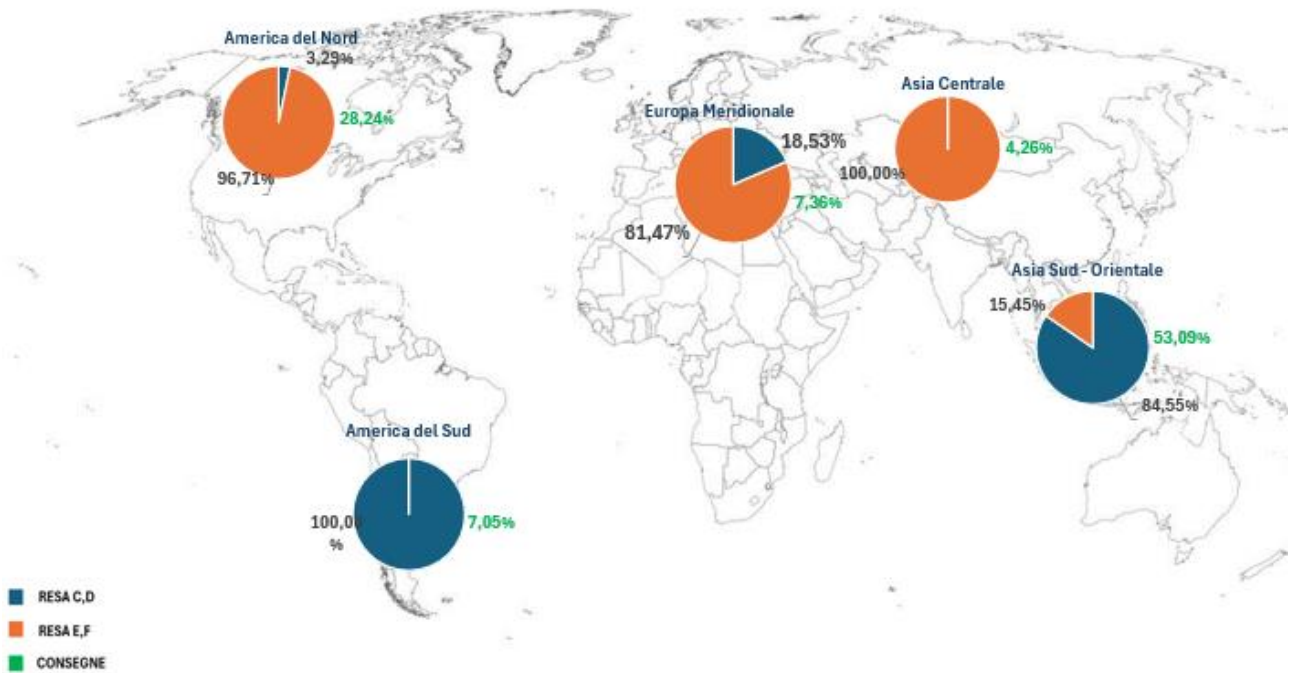 America del Nord
3,29%
28,24%
96,71%
Europa Meridionale
18,53%
7,36%
81,47%
Asia Centrale
4,26%
100,00%
Asia Sud - Orientale
15,45%
53,09%
84,55%
America del Sud
100,00
%
7,05%
RESA C,D
RESA E,F
CONSEGNE